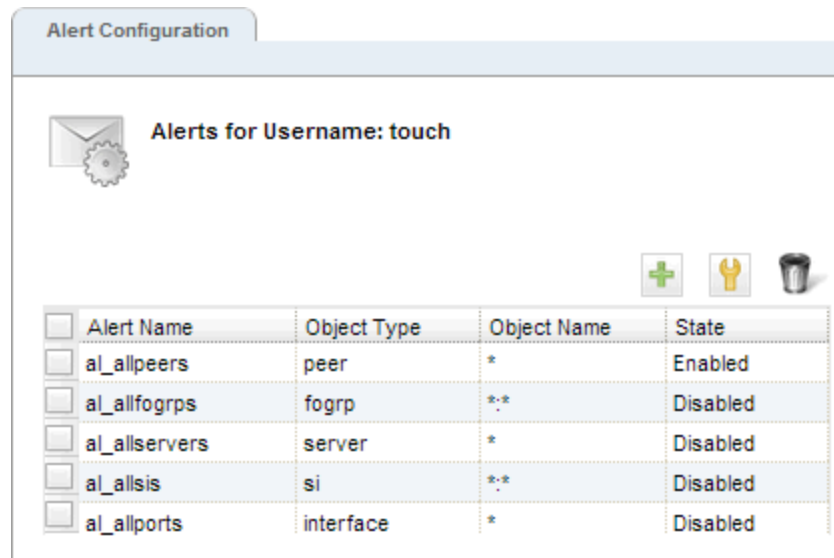 Alert Configuration
Alerts for Username: touch
Alert Name Object Type Object Name State
al_allpeers peer * Enabled
al_allfogrps fogrp *:* Disabled
al_allservers server * Disabled
al_allsis si *:* Disabled
al_allports interface * Disabled